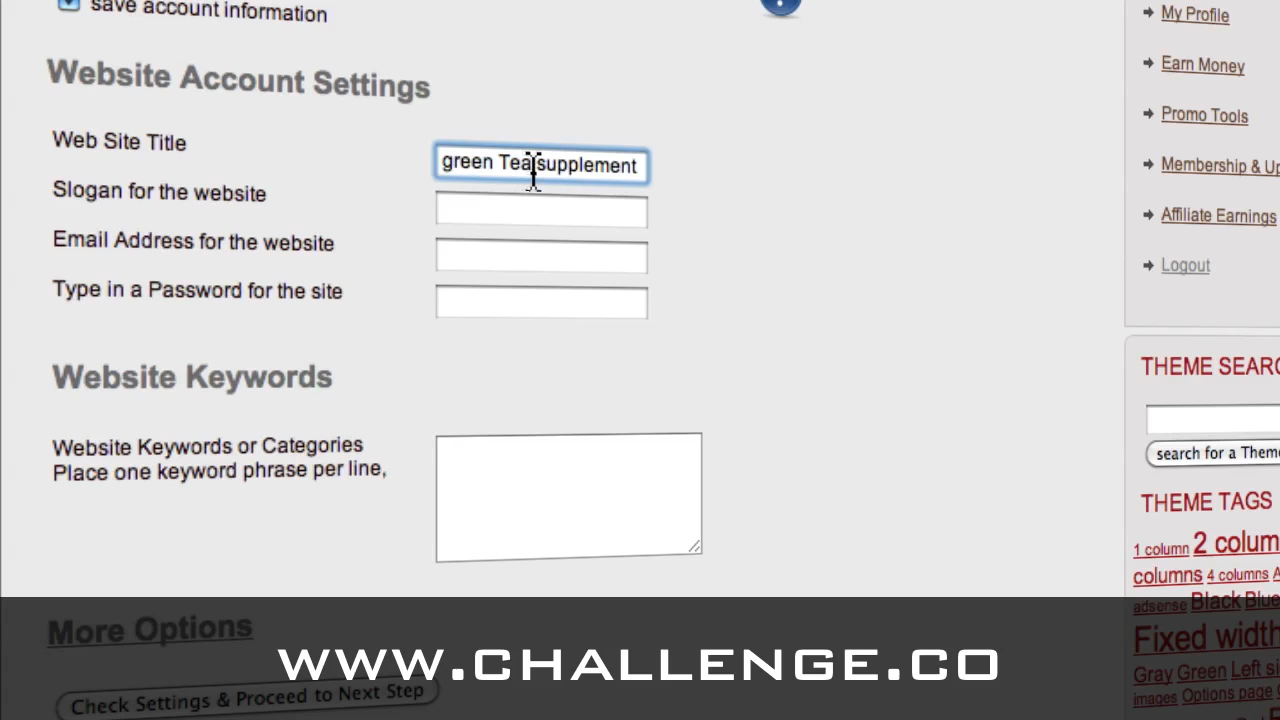 save account information
Website Account Settings
Web Site Title
green Tea supplement
Slogan for the website
Email Address for the website
Type in a Password for the site
Website Keywords
Website Keywords or Categories
Place one keyword phrase per line,
More Options
Check Settings & Proceed to Next Step
WWW.CHALLENGE.CO
My Profile
Earn Money
Promo Tools
Membership & Up
Affiliate Earnings
Logout
THEME SEARC
search for a Theme
THEME TAGS
1 column 2 colum
columns 4 columns A
adsense Black Blue
Fixed width
Gray Green Left si
images Options page